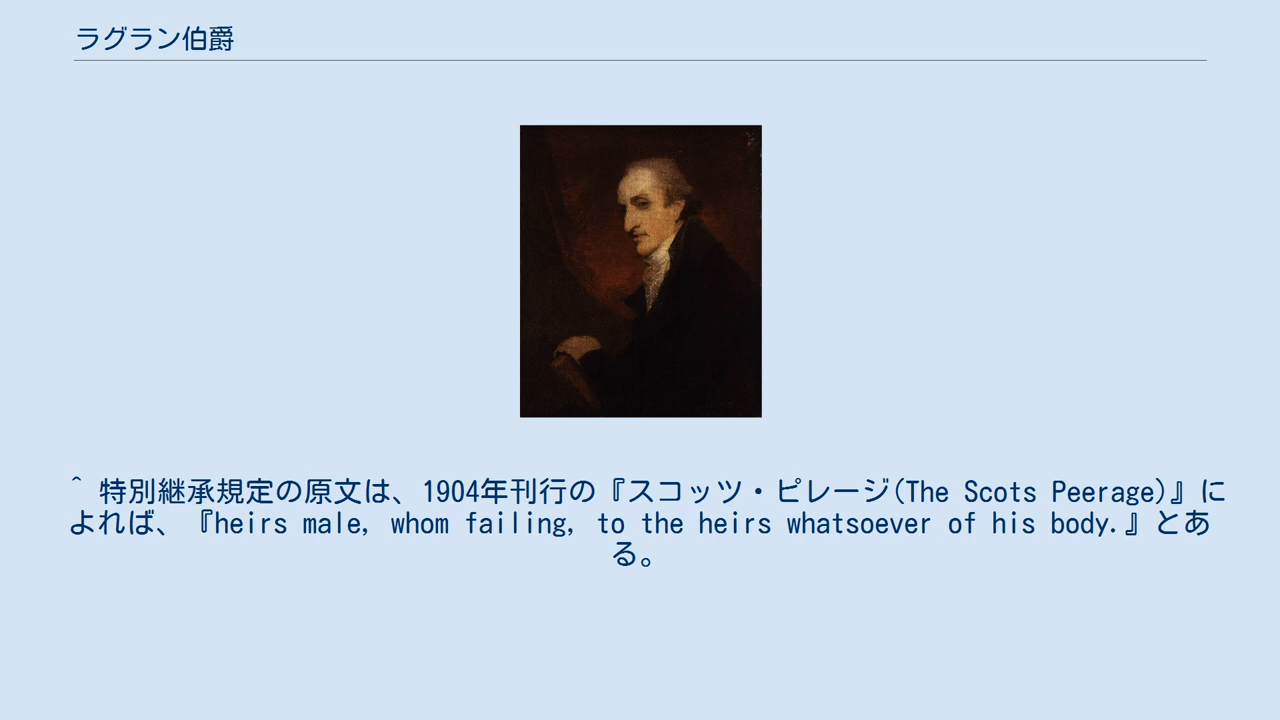 ラグラン伯爵
^ 特別継承規定の原文は、1904年刊行の『スコッツ・ピレージ(The Scots Peerage)』に
よれば、『heirs male, whom failing, to the heirs whatsoever of his body.』とあ
る。